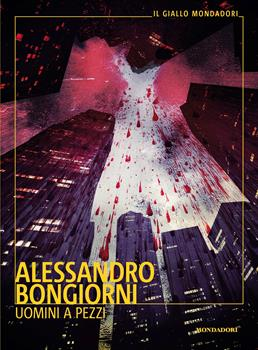 IL GIALLO MONDADORI
ALESSANDRO
BONGIORNI
UOMINI A PEZZI
MONDADORI